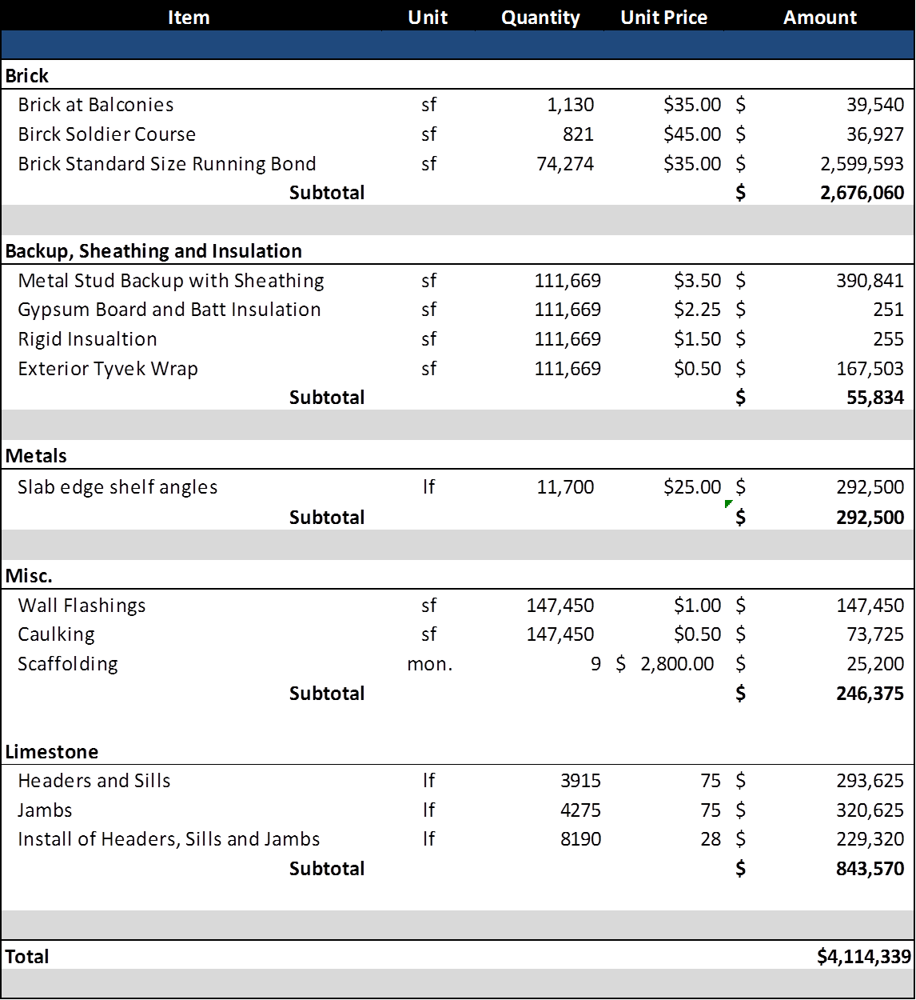 Item Unit Quantity Unit Price Amount
Brick
Brick at Balconies sf 1,130 $35.00 $ 39,540
Birck Soldier Course sf 821 $45.00 $ 36,927
Brick Standard Size Running Bond sf 74,274 $35.00 $ 2,599,593
Subtotal $ 2,676,060
Backup, Sheathing and Insulation
Metal Stud Backup with Sheathing sf 111,669 $3.50 $ 390,841
Gypsum Board and Batt Insulation sf 111,669 $2.25 $ 251
Rigid Insualtion sf 111,669 $1.50 $ 255
Exterior Tyvek Wrap sf 111,669 $0.50 $ 167,503
Subtotal $ 55,834
Metals
Slab edge shelf angles lf 11,700 $25.00 $ 292,500
Subtotal $ 292,500
Misc.
Wall Flashings sf 147,450 $1.00 $ 147,450
Caulking sf 147,450 $0.50 $ 73,725
Scaffolding mon. 9 $ 2,800.00 $ 25,200
Subtotal $ 246,375
Limestone
Headers and Sills lf 3915 75 $ 293,625
Jambs lf 4275 75 $ 320,625
Install of Headers, Sills and Jambs lf 8190 28 $ 229,320
Subtotal $ 843,570
Total $4,114,339